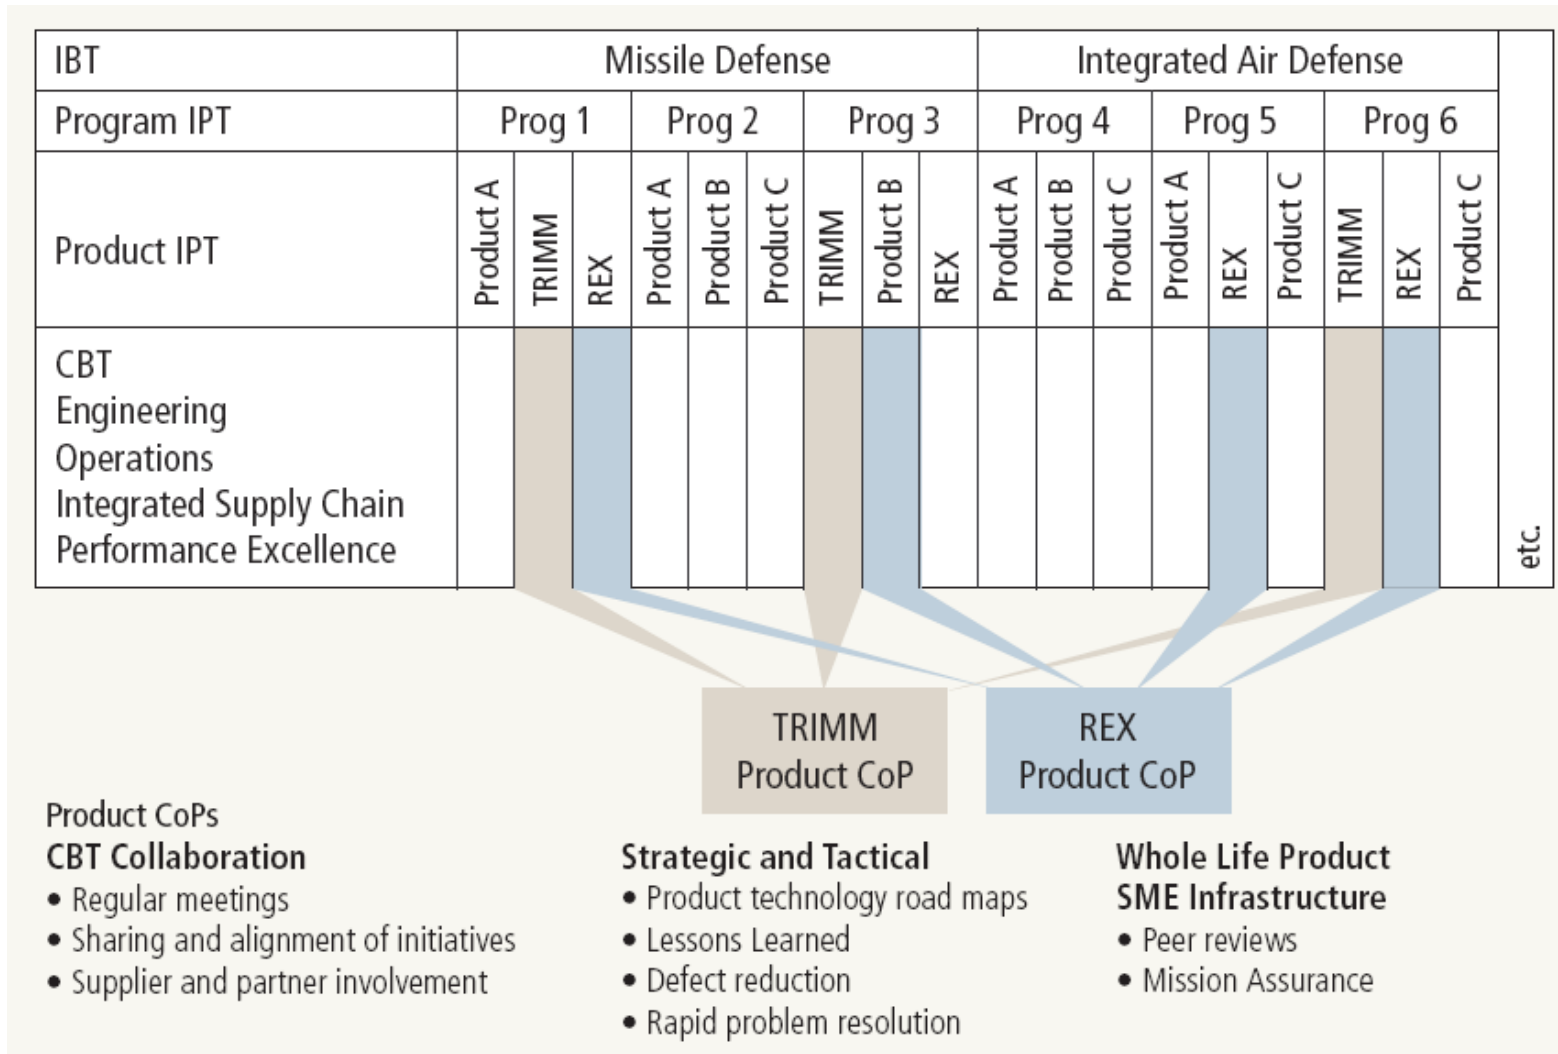 IBT
Missile Defense
Integrated Air Defense
Program IPT
Prog 1
Prog 2
Prog 3
Prog 4
Prog 5
Prog 6
Product IPT
Product A
TRIMM
REX
Product A
Product B
Product C
TRIMM
Product B
REX
Product A
Product B
Product C
Product A
REX
Product C
TRIMM
REX
Product C
CBT
Engineering
Operations
Integrated Supply Chain
Performance Excellence
etc.
TRIMM
Product CoP
REX
Product CoP
Product CoPs
CBT Collaboration
• Regular meetings
• Sharing and alignment of initiatives
• Supplier and partner involvement
Strategic and Tactical
• Product technology road maps
• Lessons Learned
• Defect reduction
• Rapid problem resolution
Whole Life Product
SME Infrastructure
• Peer reviews
• Mission Assurance